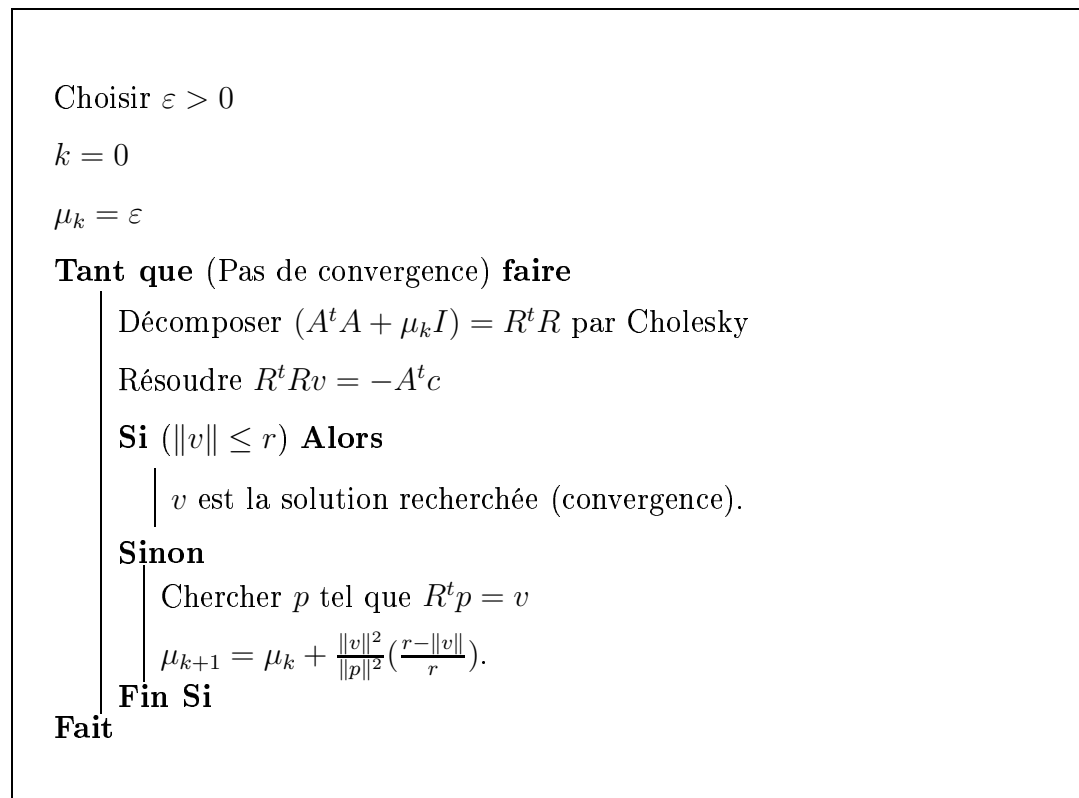 Choisir ε > 0
k = 0
μ_k = ε
Tant que (Pas de convergence) faire
Décomposer (A^tA + μ_kI) = R^tR par Cholesky
Résoudre R^tRv = −A^tc
Si (‖v‖ ≤ r) Alors
v est la solution recherchée (convergence).
Sinon
Chercher p tel que R^tp = v
μ_{k+1} = μ_k + \frac{‖v‖^2}{‖p‖^2}(\frac{r−‖v‖}{r}).
Fin Si
Fait